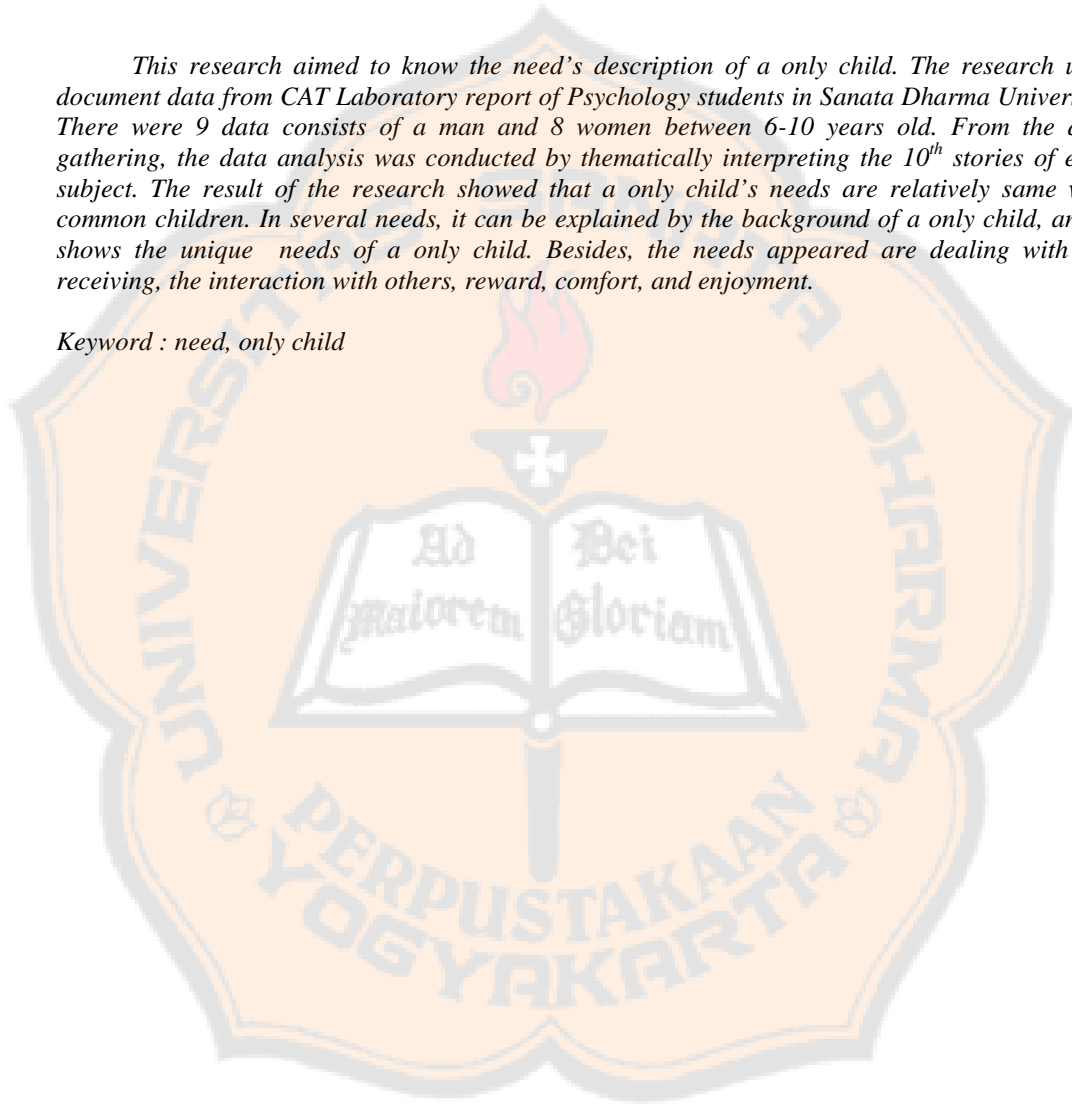 This research aimed to know the need's description of a only child. The research u
document data from CAT Laboratory report of Psychology students in Sanata Dharma Univer
There were 9 data consists of a man and 8 women between 6-10 years old. From the d
gathering, the data analysis was conducted by thematically interpreting the 10th stories of e
subject. The result of the research showed that a only child's needs are relatively same v
common children. In several needs, it can be explained by the background of a only child, an
shows the unique needs of a only child. Besides, the needs appeared are dealing with
receiving, the interaction with others, reward, comfort, and enjoyment.
Keyword : need, only child
UNIVERSITAS SANATA DHARMA
Ad Dei
Maiorem Gloriam
PERPUSTAKAAN
YOGYAKARTA